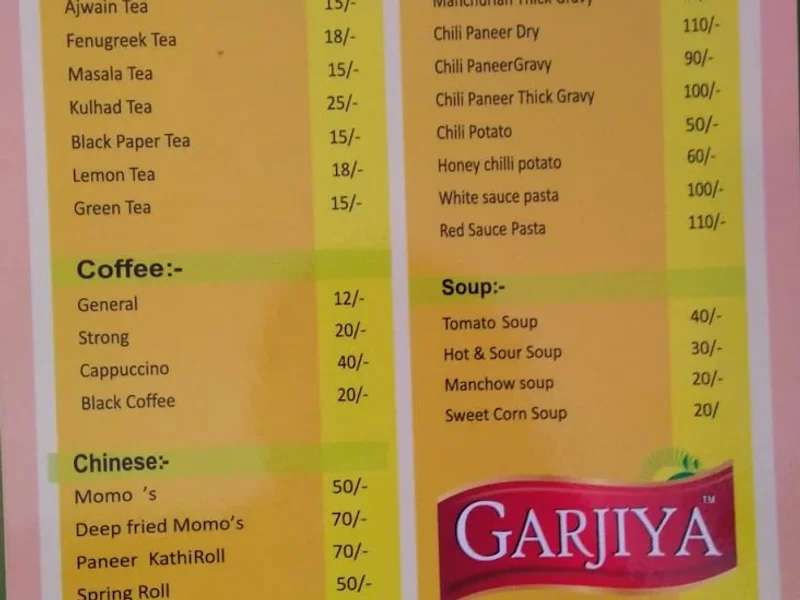 Ajwain Tea 15/-
Fenugreek Tea 18/-
Masala Tea 15/-
Kulhad Tea 25/-
Black Paper Tea 15/-
Lemon Tea 18/-
Green Tea 15/-
Coffee:-
General 12/-
Strong 20/-
Cappuccino 40/-
Black Coffee 20/-
Chinese:-
Momo 's 50/-
Deep fried Momo's 70/-
Paneer KathiRoll 70/-
Spring Roll 50/-
Manchurian Thick Gravy
Chili Paneer Dry 110/-
Chili PaneerGravy 90/-
Chili Paneer Thick Gravy 100/-
Chili Potato 50/-
Honey chilli potato 60/-
White sauce pasta 100/-
Red Sauce Pasta 110/-
Soup:-
Tomato Soup 40/-
Hot & Sour Soup 30/-
Manchow soup 20/-
Sweet Corn Soup 20/
GARJIYA™